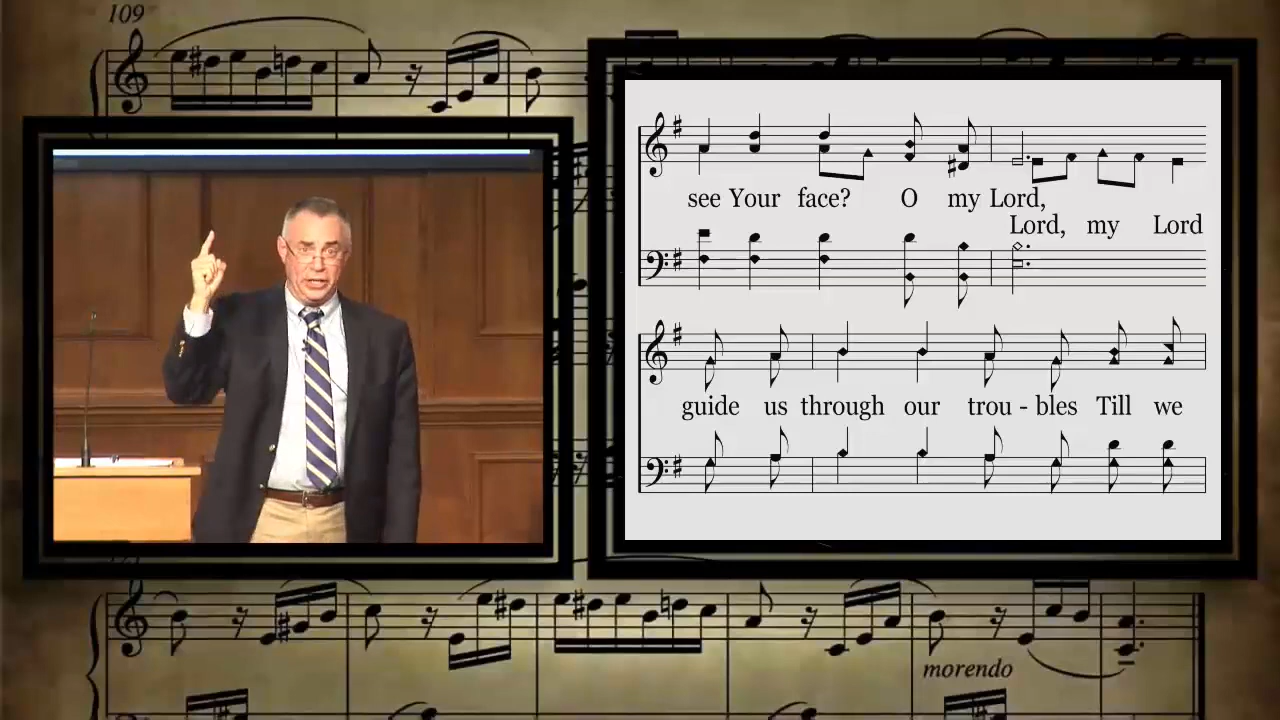 109
see Your face? O my Lord,
Lord, my Lord
guide us through our trou - bles Till we
morendo